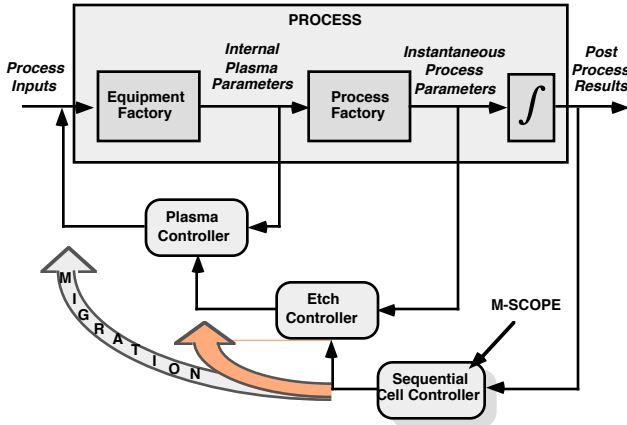 PROCESS
Process
Inputs
Equipment
Factory
Internal
Plasma
Parameters
Process
Factory
Instantaneous
Process
Parameters
∫
Post
Process
Results
Plasma
Controller
Etch
Controller
M-SCOPE
Sequential
Cell Controller
MIGRATION